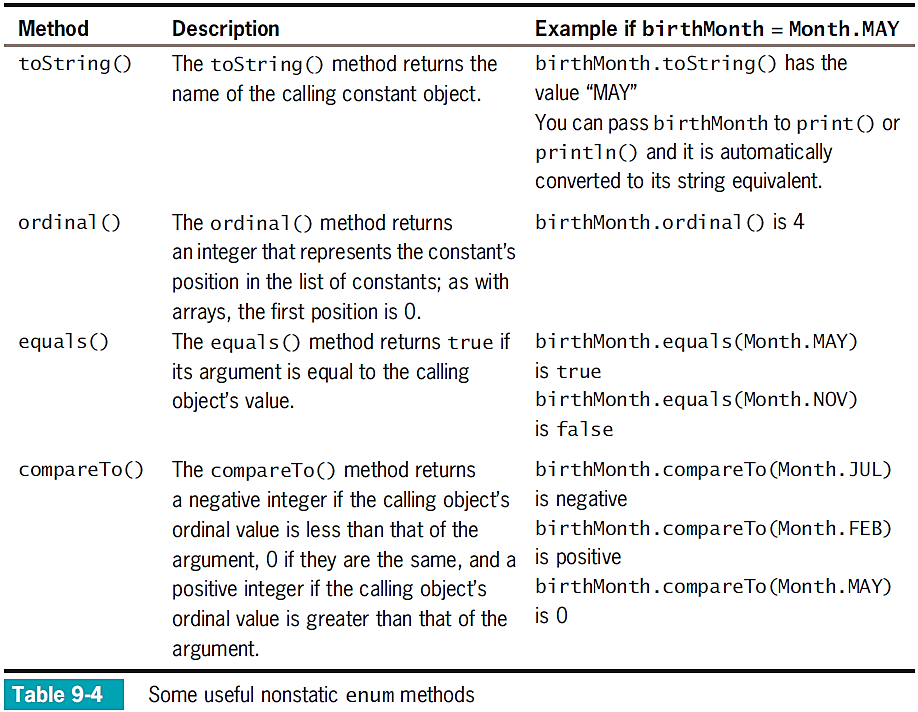 Method Description Example if birthMonth = Month.MAY
toString() The toString() method returns the name of the calling constant object. birthMonth.toString() has the value “MAY”
You can pass birthMonth to print() or println() and it is automatically converted to its string equivalent.
ordinal() The ordinal() method returns an integer that represents the constant’s position in the list of constants; as with arrays, the first position is 0. birthMonth.ordinal() is 4
equals() The equals() method returns true if its argument is equal to the calling object’s value. birthMonth.equals(Month.MAY) is true
birthMonth.equals(Month.NOV) is false
compareTo() The compareTo() method returns a negative integer if the calling object’s ordinal value is less than that of the argument, 0 if they are the same, and a positive integer if the calling object’s ordinal value is greater than that of the argument. birthMonth.compareTo(Month.JUL) is negative
birthMonth.compareTo(Month.FEB) is positive
birthMonth.compareTo(Month.MAY) is 0
Table 9-4 Some useful nonstatic enum methods